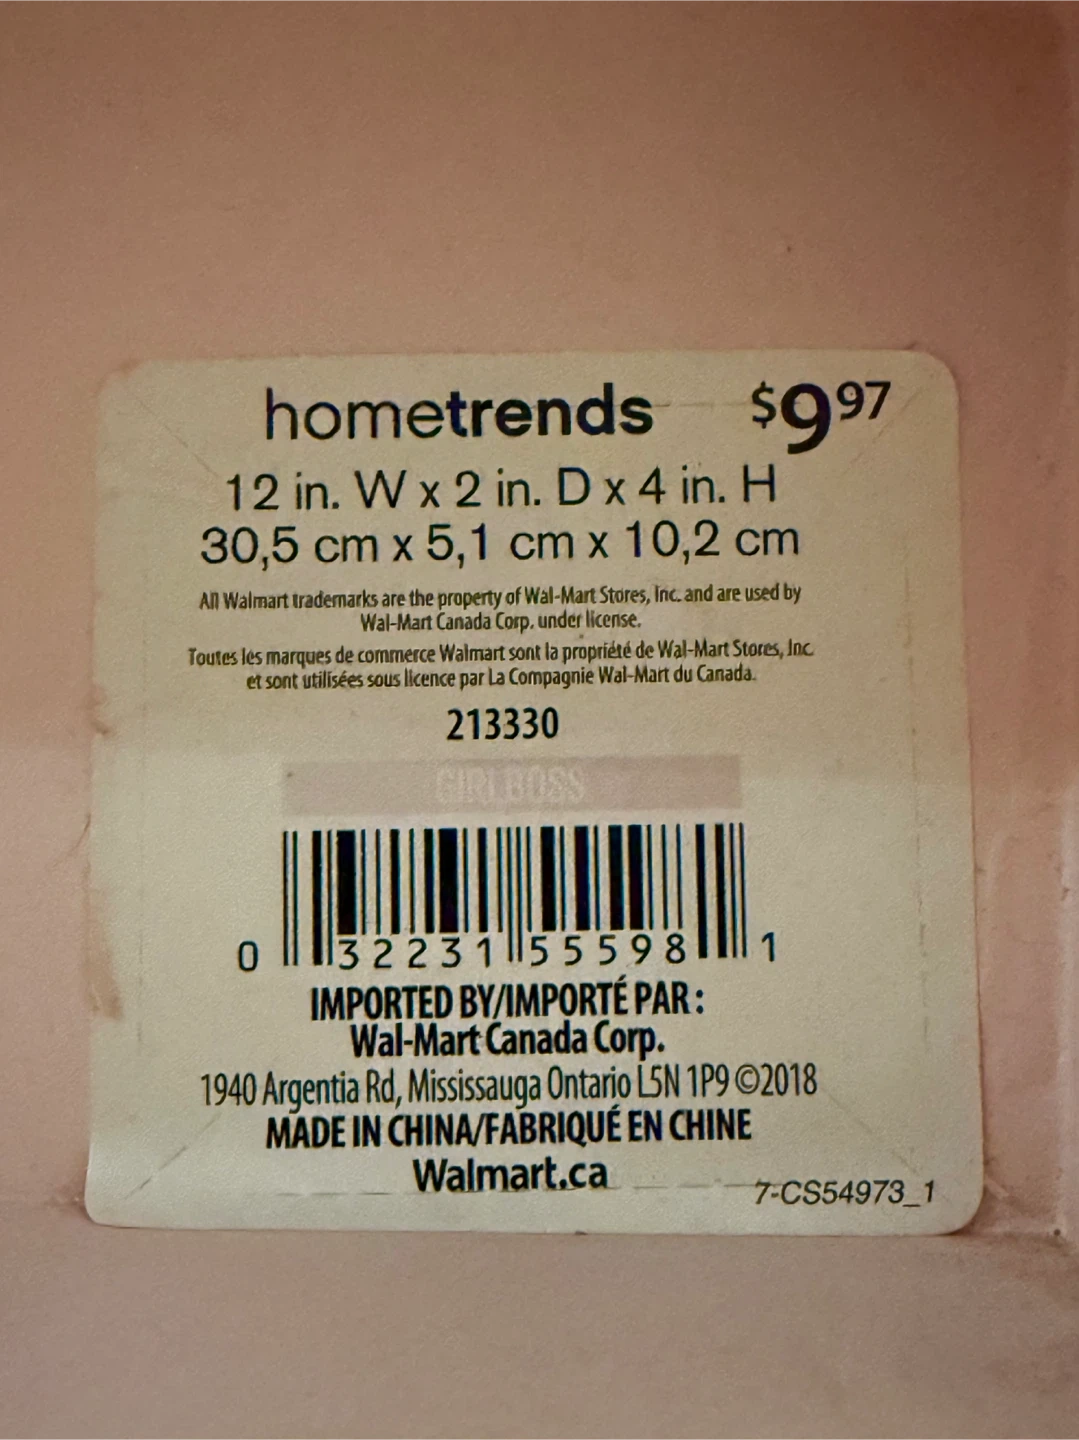 hometrends $9 97
12 in. W x 2 in. D x 4 in. H
30,5 cm x 5,1 cm x 10,2 cm
All Walmart trademarks are the property of Wal-Mart Stores, Inc. and are used by
Wal-Mart Canada Corp. under license.
Toutes les marques de commerce Walmart sont la propriété de Wal-Mart Stores, Inc.
et sont utilisées sous licence par La Compagnie Wal-Mart du Canada.
213330
GIRLBOSS
0 32231 55598 1
IMPORTED BY/IMPORTÉ PAR :
Wal-Mart Canada Corp.
1940 Argentia Rd, Mississauga Ontario L5N 1P9 ©2018
MADE IN CHINA/FABRIQUÉ EN CHINE
Walmart.ca
7-CS54973_1